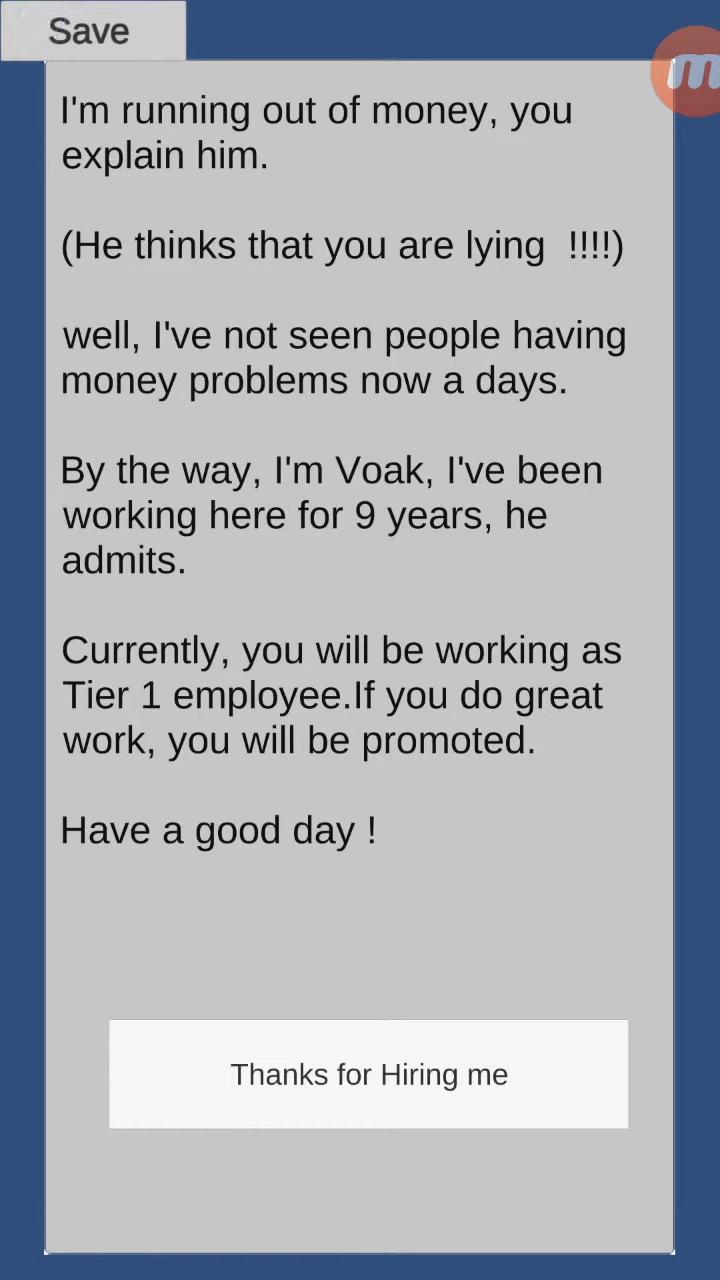 Save
I'm running out of money, you
explain him.
(He thinks that you are lying  !!!!)
well, I've not seen people having
money problems now a days.
By the way, I'm Voak, I've been
working here for 9 years, he
admits.
Currently, you will be working as
Tier 1 employee.If you do great
work, you will be promoted.
Have a good day !
Thanks for Hiring me